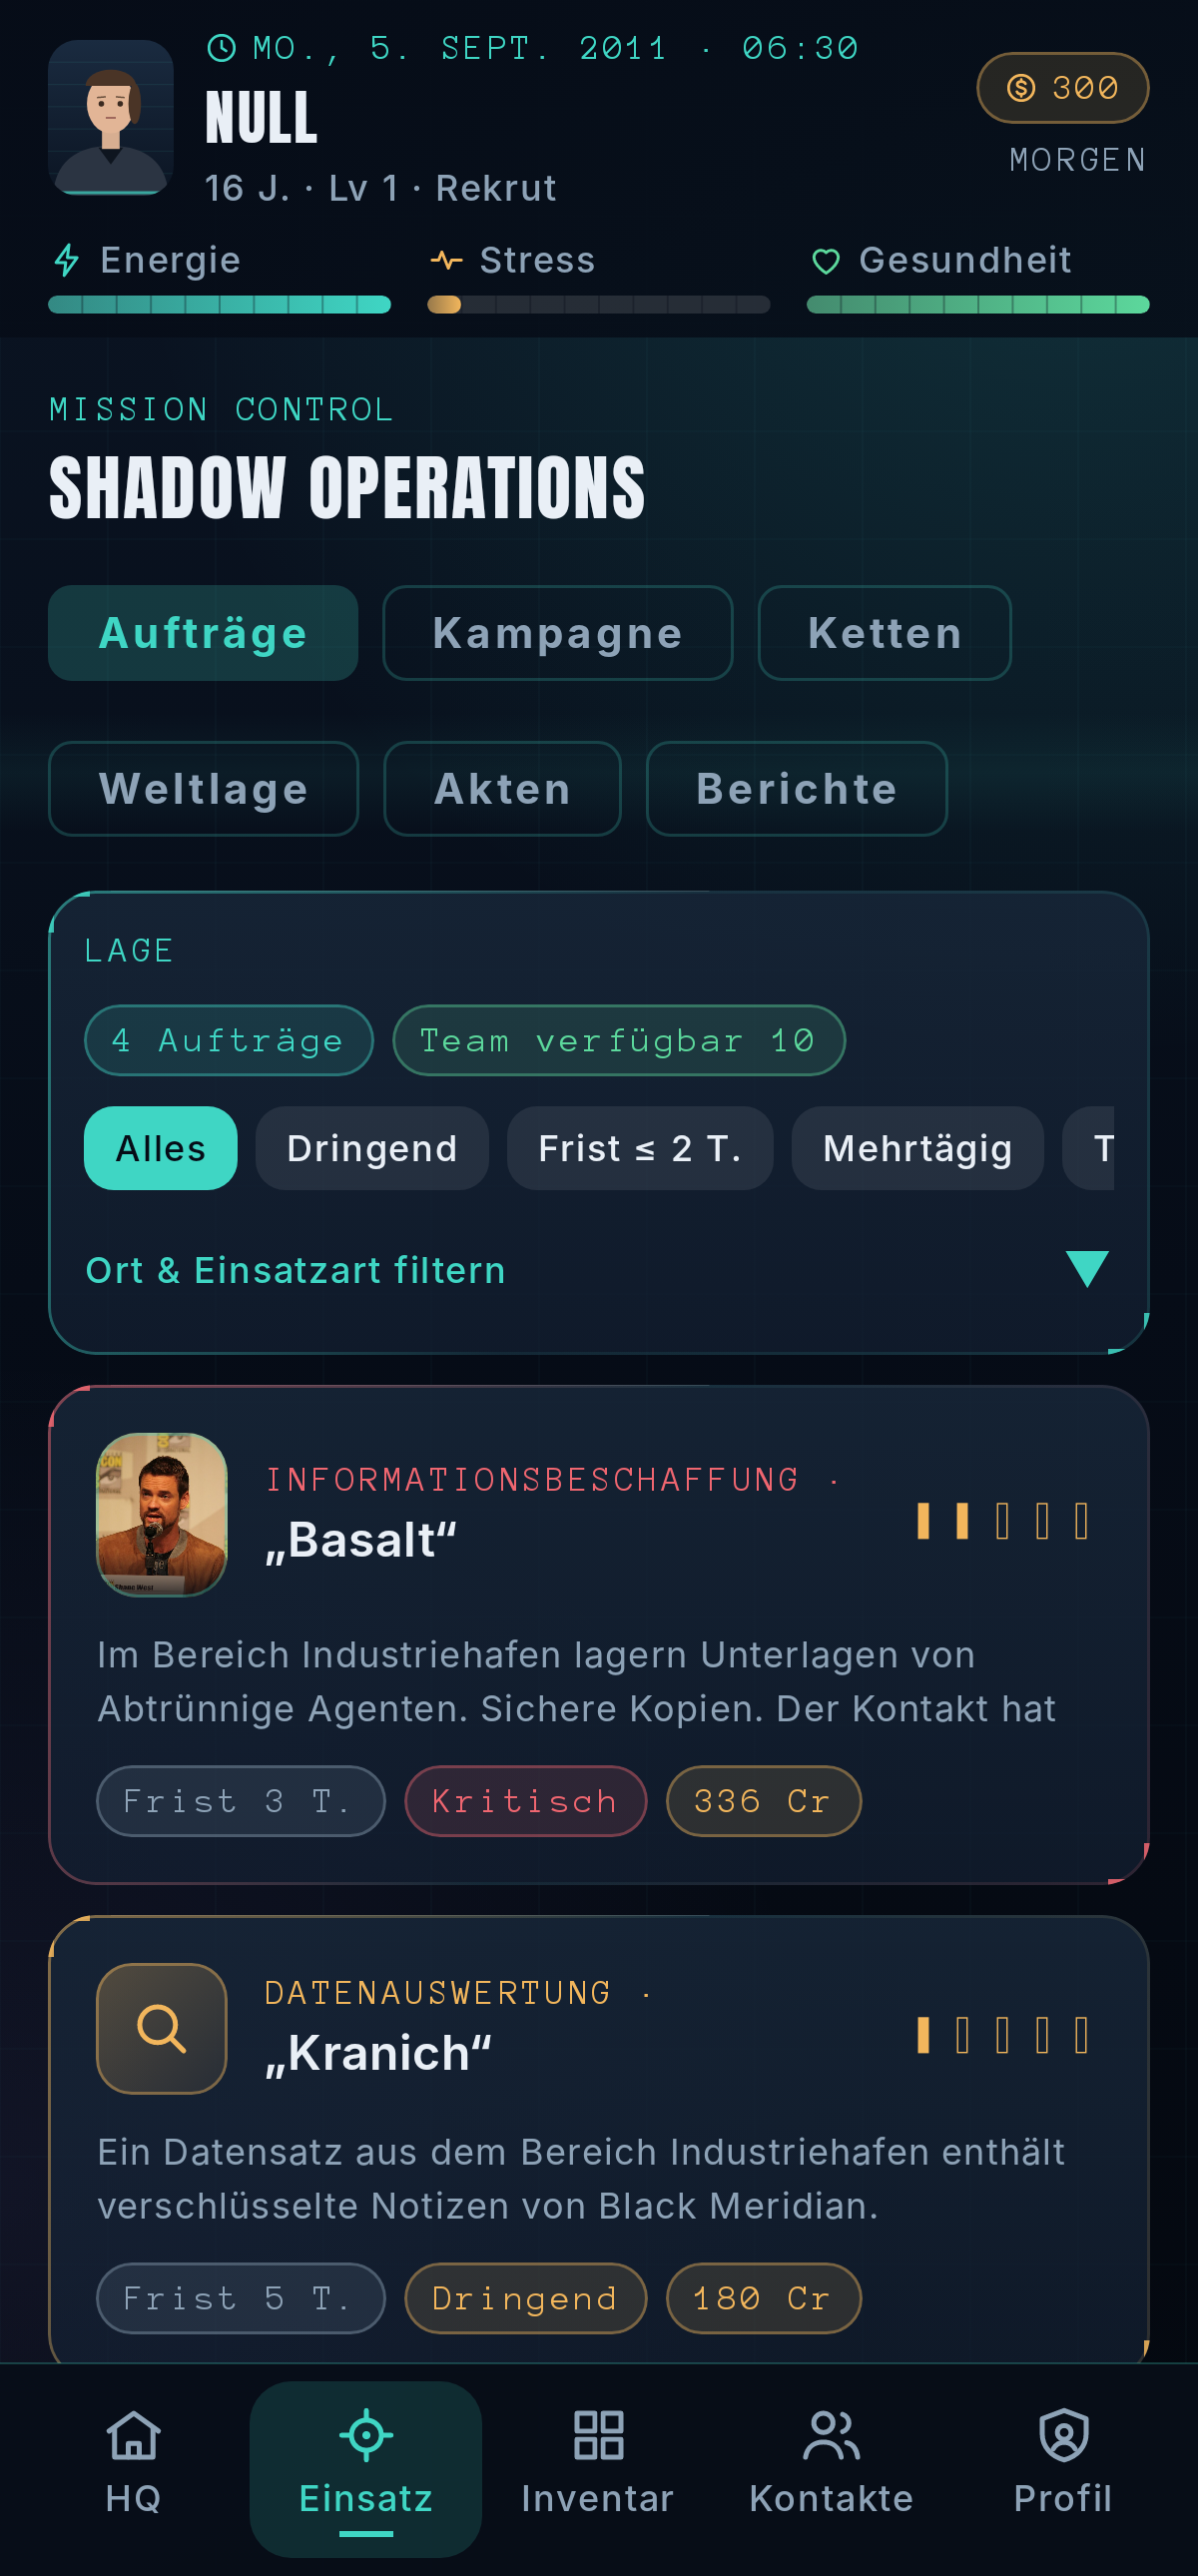 MO., 5. SEPT. 2011 · 06:30
NULL
16 J. · Lv 1 · Rekrut
300
MORGEN
Energie
Stress
Gesundheit
MISSION CONTROL
SHADOW OPERATIONS
Aufträge
Kampagne
Ketten
Weltlage
Akten
Berichte
LAGE
4 Aufträge
Team verfügbar 10
Alles
Dringend
Frist ≤ 2 T.
Mehrtägig
T
Ort & Einsatzart filtern
INFORMATIONSBESCHAFFUNG ·
„Basalt“
Im Bereich Industriehafen lagern Unterlagen von
Abtrünnige Agenten. Sichere Kopien. Der Kontakt hat
Frist 3 T.
Kritisch
336 Cr
DATENAUSWERTUNG ·
„Kranich“
Ein Datensatz aus dem Bereich Industriehafen enthält
verschlüsselte Notizen von Black Meridian.
Frist 5 T.
Dringend
180 Cr
HQ
Einsatz
Inventar
Kontakte
Profil